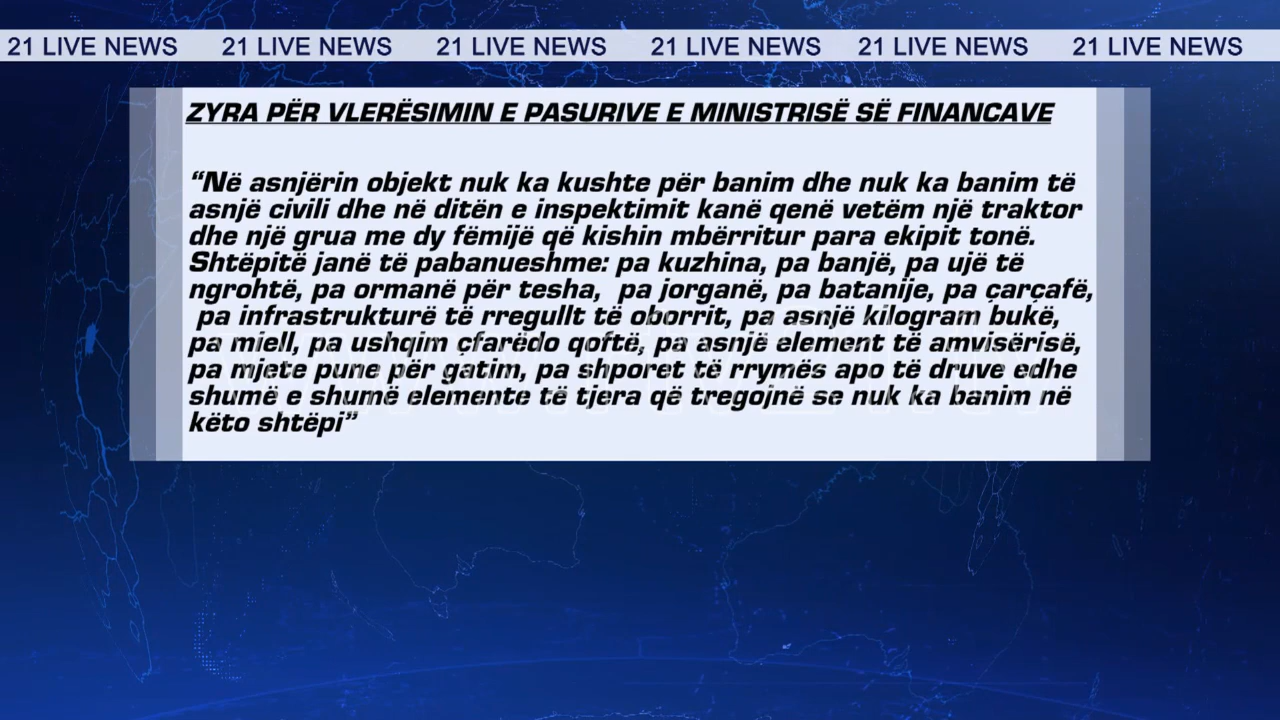 21 LIVE NEWS 21 LIVE NEWS 21 LIVE NEWS 21 LIVE NEWS 21 LIVE NEWS 21 LIVE NEWS
ZYRA PËR VLERËSIMIN E PASURIVE E MINISTRISË SË FINANCAVE
“Në asnjërin objekt nuk ka kushte për banim dhe nuk ka banim të
asnjë civili dhe në ditën e inspektimit kanë qenë vetëm një traktor
dhe një grua me dy fëmijë që kishin mbërritur para ekipit tonë.
Shtëpitë janë të pabanueshme: pa kuzhina, pa banjë, pa ujë të
ngrohtë, pa ormanë për tesha, pa jorganë, pa batanije, pa çarçafë,
pa infrastrukturë të rregullt të oborrit, pa asnjë kilogram bukë,
pa miell, pa ushqim çfarëdo qoftë, pa asnjë element të amvisërisë,
pa mjete pune për gatim, pa shporet të rrymës apo të druve edhe
shumë e shumë elemente të tjera që tregojnë se nuk ka banim në
këto shtëpi”